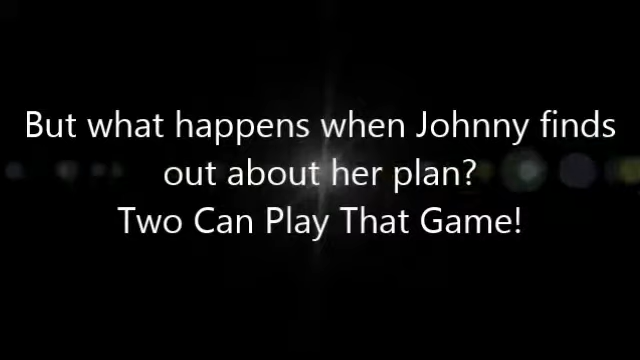 But what happens when Johnny finds
out about her plan?
Two Can Play That Game!